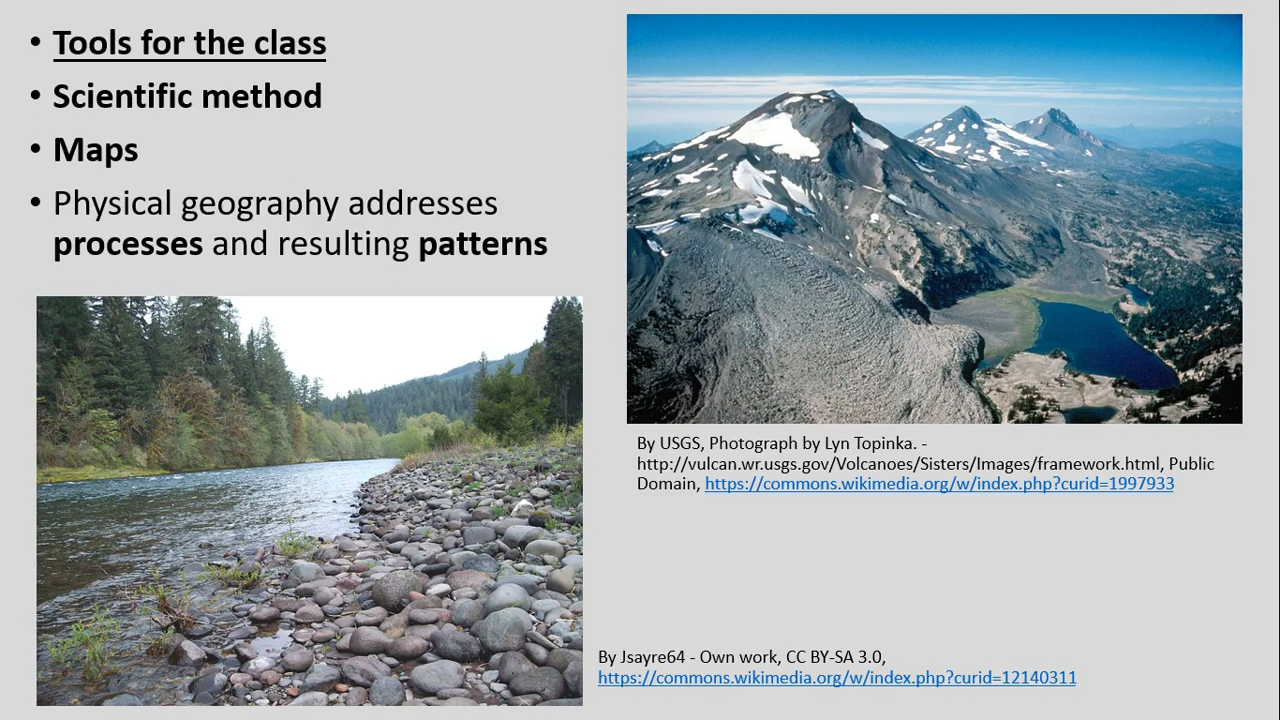 • Tools for the class
• Scientific method
• Maps
• Physical geography addresses
processes and resulting patterns
By USGS, Photograph by Lyn Topinka. -
http://vulcan.wr.usgs.gov/Volcanoes/Sisters/Images/framework.html, Public
Domain, https://commons.wikimedia.org/w/index.php?curid=1997933
By Jsayre64 - Own work, CC BY-SA 3.0,
https://commons.wikimedia.org/w/index.php?curid=12140311